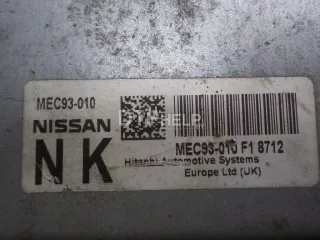 MEC93-010
NISSAN
NK
MEC93-010 F1 8712
Hitachi Automotive Systems
Europe Ltd (UK)